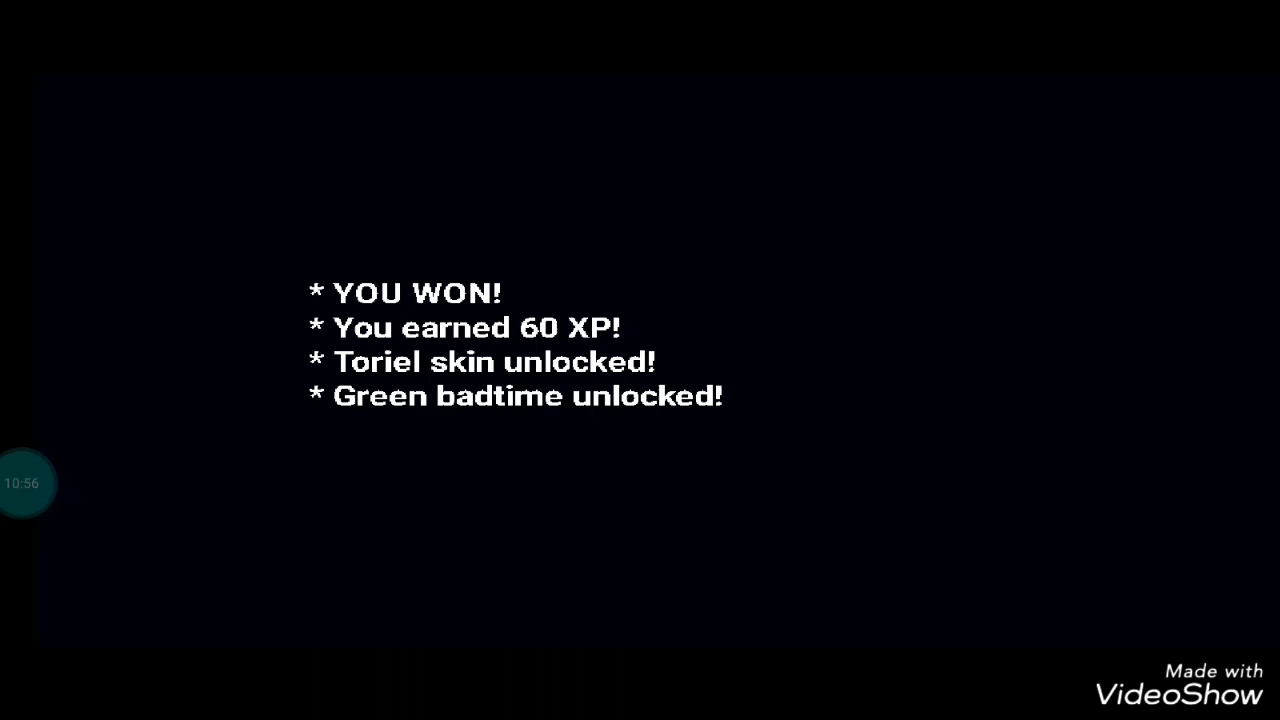 * YOU WON!
* You earned 60 XP!
* Toriel skin unlocked!
* Green badtime unlocked!
10:56
Made with
VideoShow